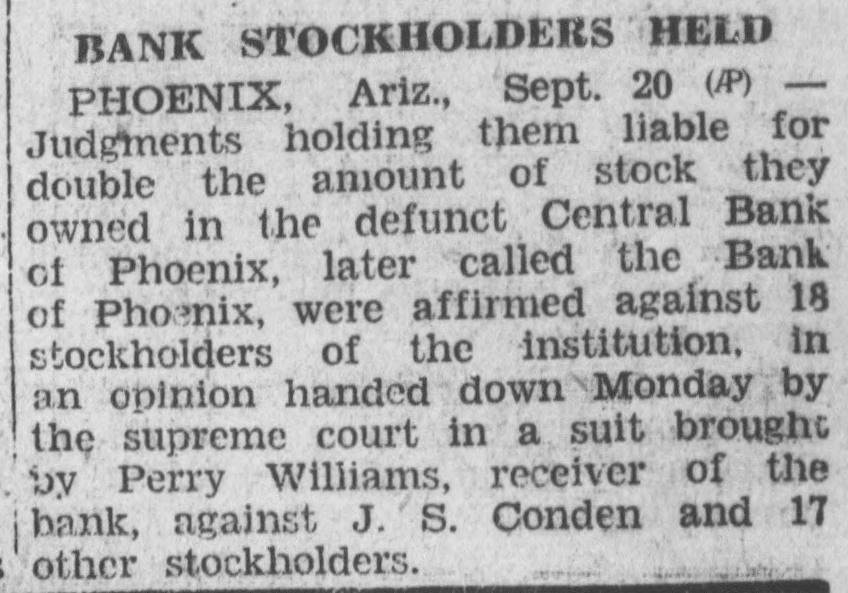 BANK STOCKHOLDERS HELD
PHOENIX, Ariz., Sept. 20 (AP) —
Judgments holding them liable for
double the amount of stock they
owned in the defunct Central Bank
of Phoenix, later called the Bank
of Phoenix, were affirmed against 18
stockholders of the institution, in
an opinion handed down Monday by
the supreme court in a suit brought
by Perry Williams, receiver of the
bank, against J. S. Conden and 17
other stockholders.